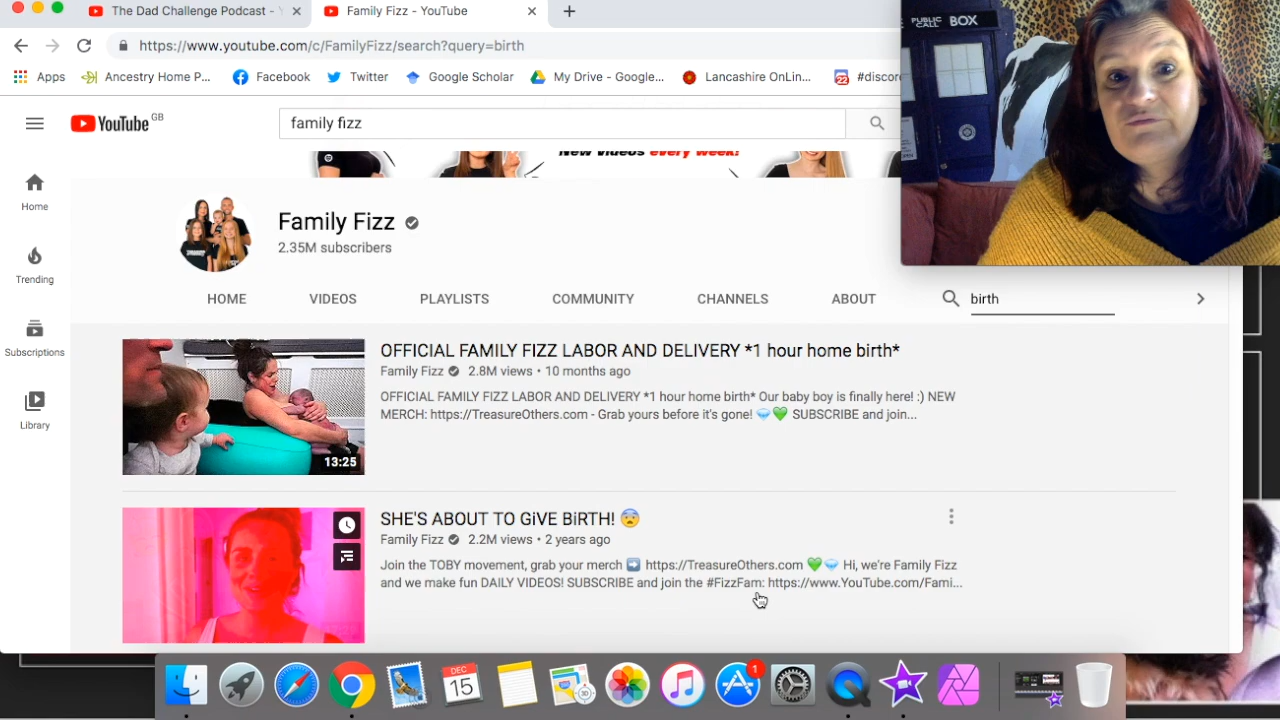 The Dad Challenge Podcast -
Family Fizz - YouTube
https://www.youtube.com/c/FamilyFizz/search?query=birth
Apps
Ancestry Home P...
Facebook
Twitter
Google Scholar
My Drive - Google...
Lancashire OnLin...
22
#discor
PUBLIC CALL BOX
YouTube GB
family fizz
New videos every week!
Home
Trending
Subscriptions
Library
Family Fizz
2.35M subscribers
HOME VIDEOS PLAYLISTS COMMUNITY CHANNELS ABOUT birth
OFFICIAL FAMILY FIZZ LABOR AND DELIVERY *1 hour home birth*
Family Fizz 2.8M views • 10 months ago
OFFICIAL FAMILY FIZZ LABOR AND DELIVERY *1 hour home birth* Our baby boy is finally here! :) NEW
MERCH: https://TreasureOthers.com - Grab yours before it's gone! 🌧️💚 SUBSCRIBE and join...
13:25
SHE'S ABOUT TO GiVE BiRTH! 😨
Family Fizz 2.2M views • 2 years ago
Join the TOBY movement, grab your merch ➡️ https://TreasureOthers.com 💚🌧️ Hi, we're Family Fizz
and we make fun DAILY VIDEOS! SUBSCRIBE and join the #FizzFam: https://www.YouTube.com/Fami...
DEC
15
1